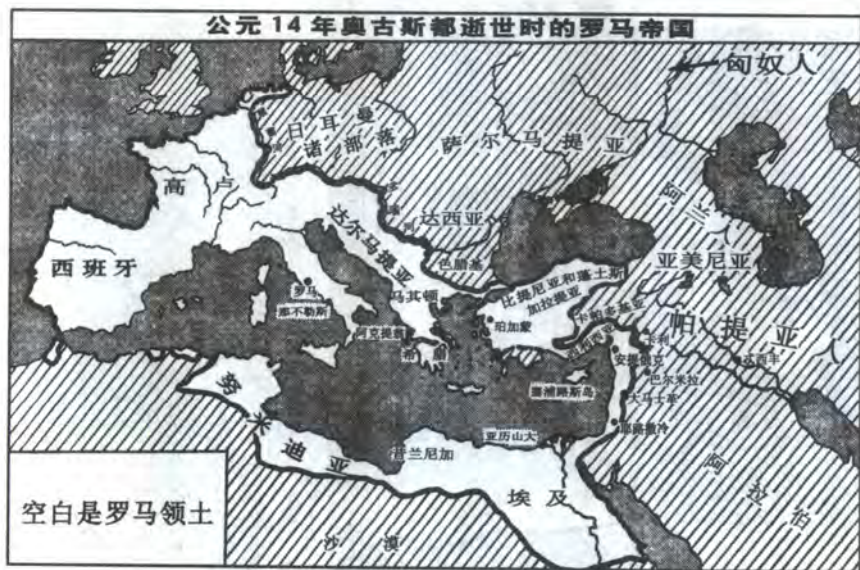 公元14年奥古斯都逝世时的罗马帝国
匈奴人
日耳曼
诸部落
萨尔马提亚
高卢
阿兰人
达西亚
达尔马提亚
西班牙
色腊基
亚美尼亚
比提尼亚和蓬土斯
加拉提亚
罗马
马其顿
卡帕多基亚
那不勒斯
珀加蒙
帕提亚人
阿克提翁
希腊
卡利
安提俄克
巴尔米拉
塞浦路斯岛
大马士革
努米迪亚
亚历山大
耶路撒冷
昔兰尼加
阿拉伯
埃及
空白是罗马领土
沙漠